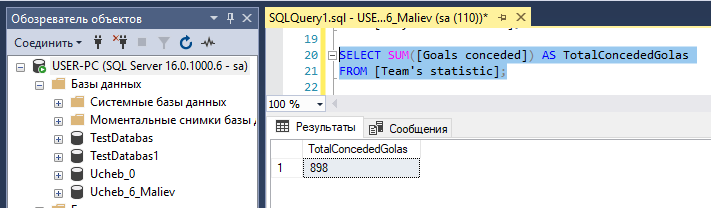 Обозреватель объектов
Соединить
USER-PC (SQL Server 16.0.1000.6 - sa)
Базы данных
Системные базы данных
Моментальные снимки базы д
TestDatabas
TestDatabas1
Ucheb_0
Ucheb_6_Maliev
SQLQuery1.sql - USE...6_Maliev (sa (110))*
19
20 SELECT SUM([Goals conceded]) AS TotalConcededGolas
21 FROM [Team's statistic];
22
100 %
Результаты Сообщения
TotalConcededGolas
1 898